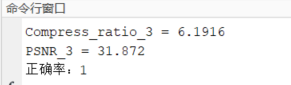 命令行窗口
Compress_ratio_3 = 6.1916
PSNR_3 = 31.872
正确率：1